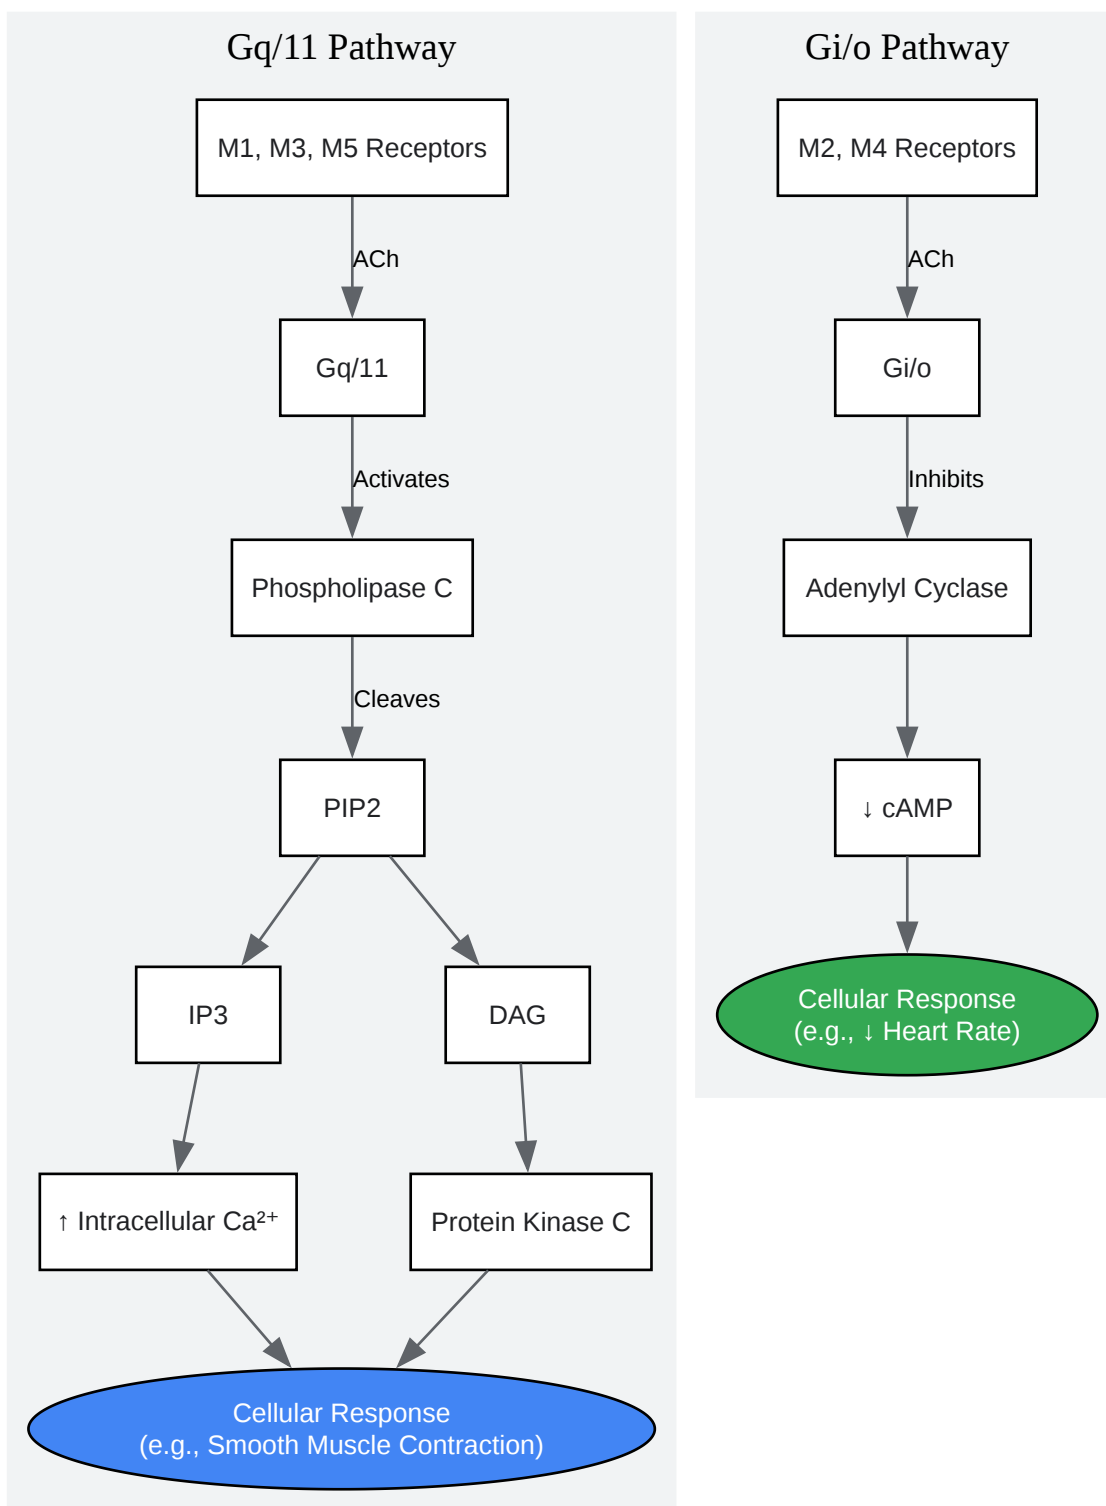 Gq/11 Pathway
M1, M3, M5 Receptors
ACh
Gq/11
Activates
Phospholipase C
Cleaves
PIP2
IP3
DAG
↑ Intracellular Ca²⁺
Protein Kinase C
Cellular Response
(e.g., Smooth Muscle Contraction)
Gi/o Pathway
M2, M4 Receptors
ACh
Gi/o
Inhibits
Adenylyl Cyclase
↓ cAMP
Cellular Response
(e.g., ↓ Heart Rate)